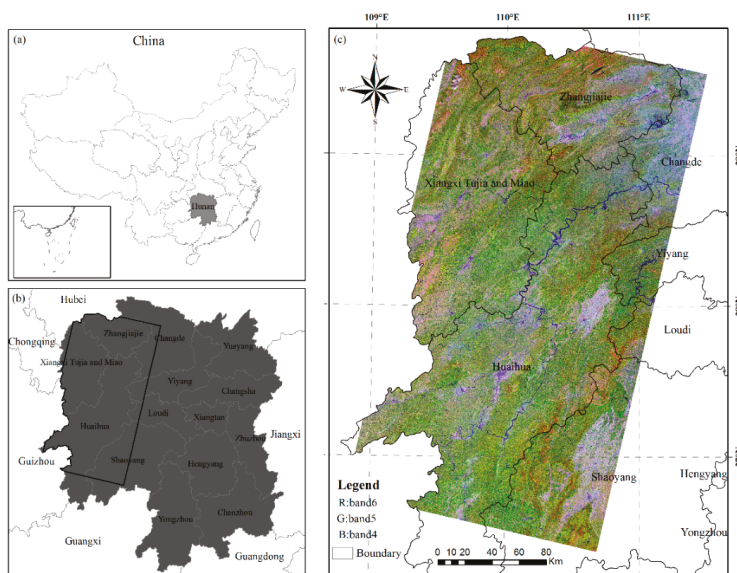 (a)
China
Hunan
(b)
Hubei
Chongqing
Zhangjiajie
Changde
Yueyang
Xiangxi Tujia and Miao
Yiyang
Changsha
Huaihua
Loudi
Xiangtan
Zhuzhou
Jiangxi
Guizhou
Shaoyang
Hengyang
Yongzhou
Chenzhou
Guangxi
Guangdong
109°E
110°E
111°E
(c)
N
W
E
S
Zhangjiajie
Changde
Xiangxi Tujia and Miao
Yiyang
Loudi
Huaihua
Shaoyang
Hengyang
Yongzhou
Legend
R:band6
G:band5
B:band4
Boundary
0 10 20 40 60 80
Km